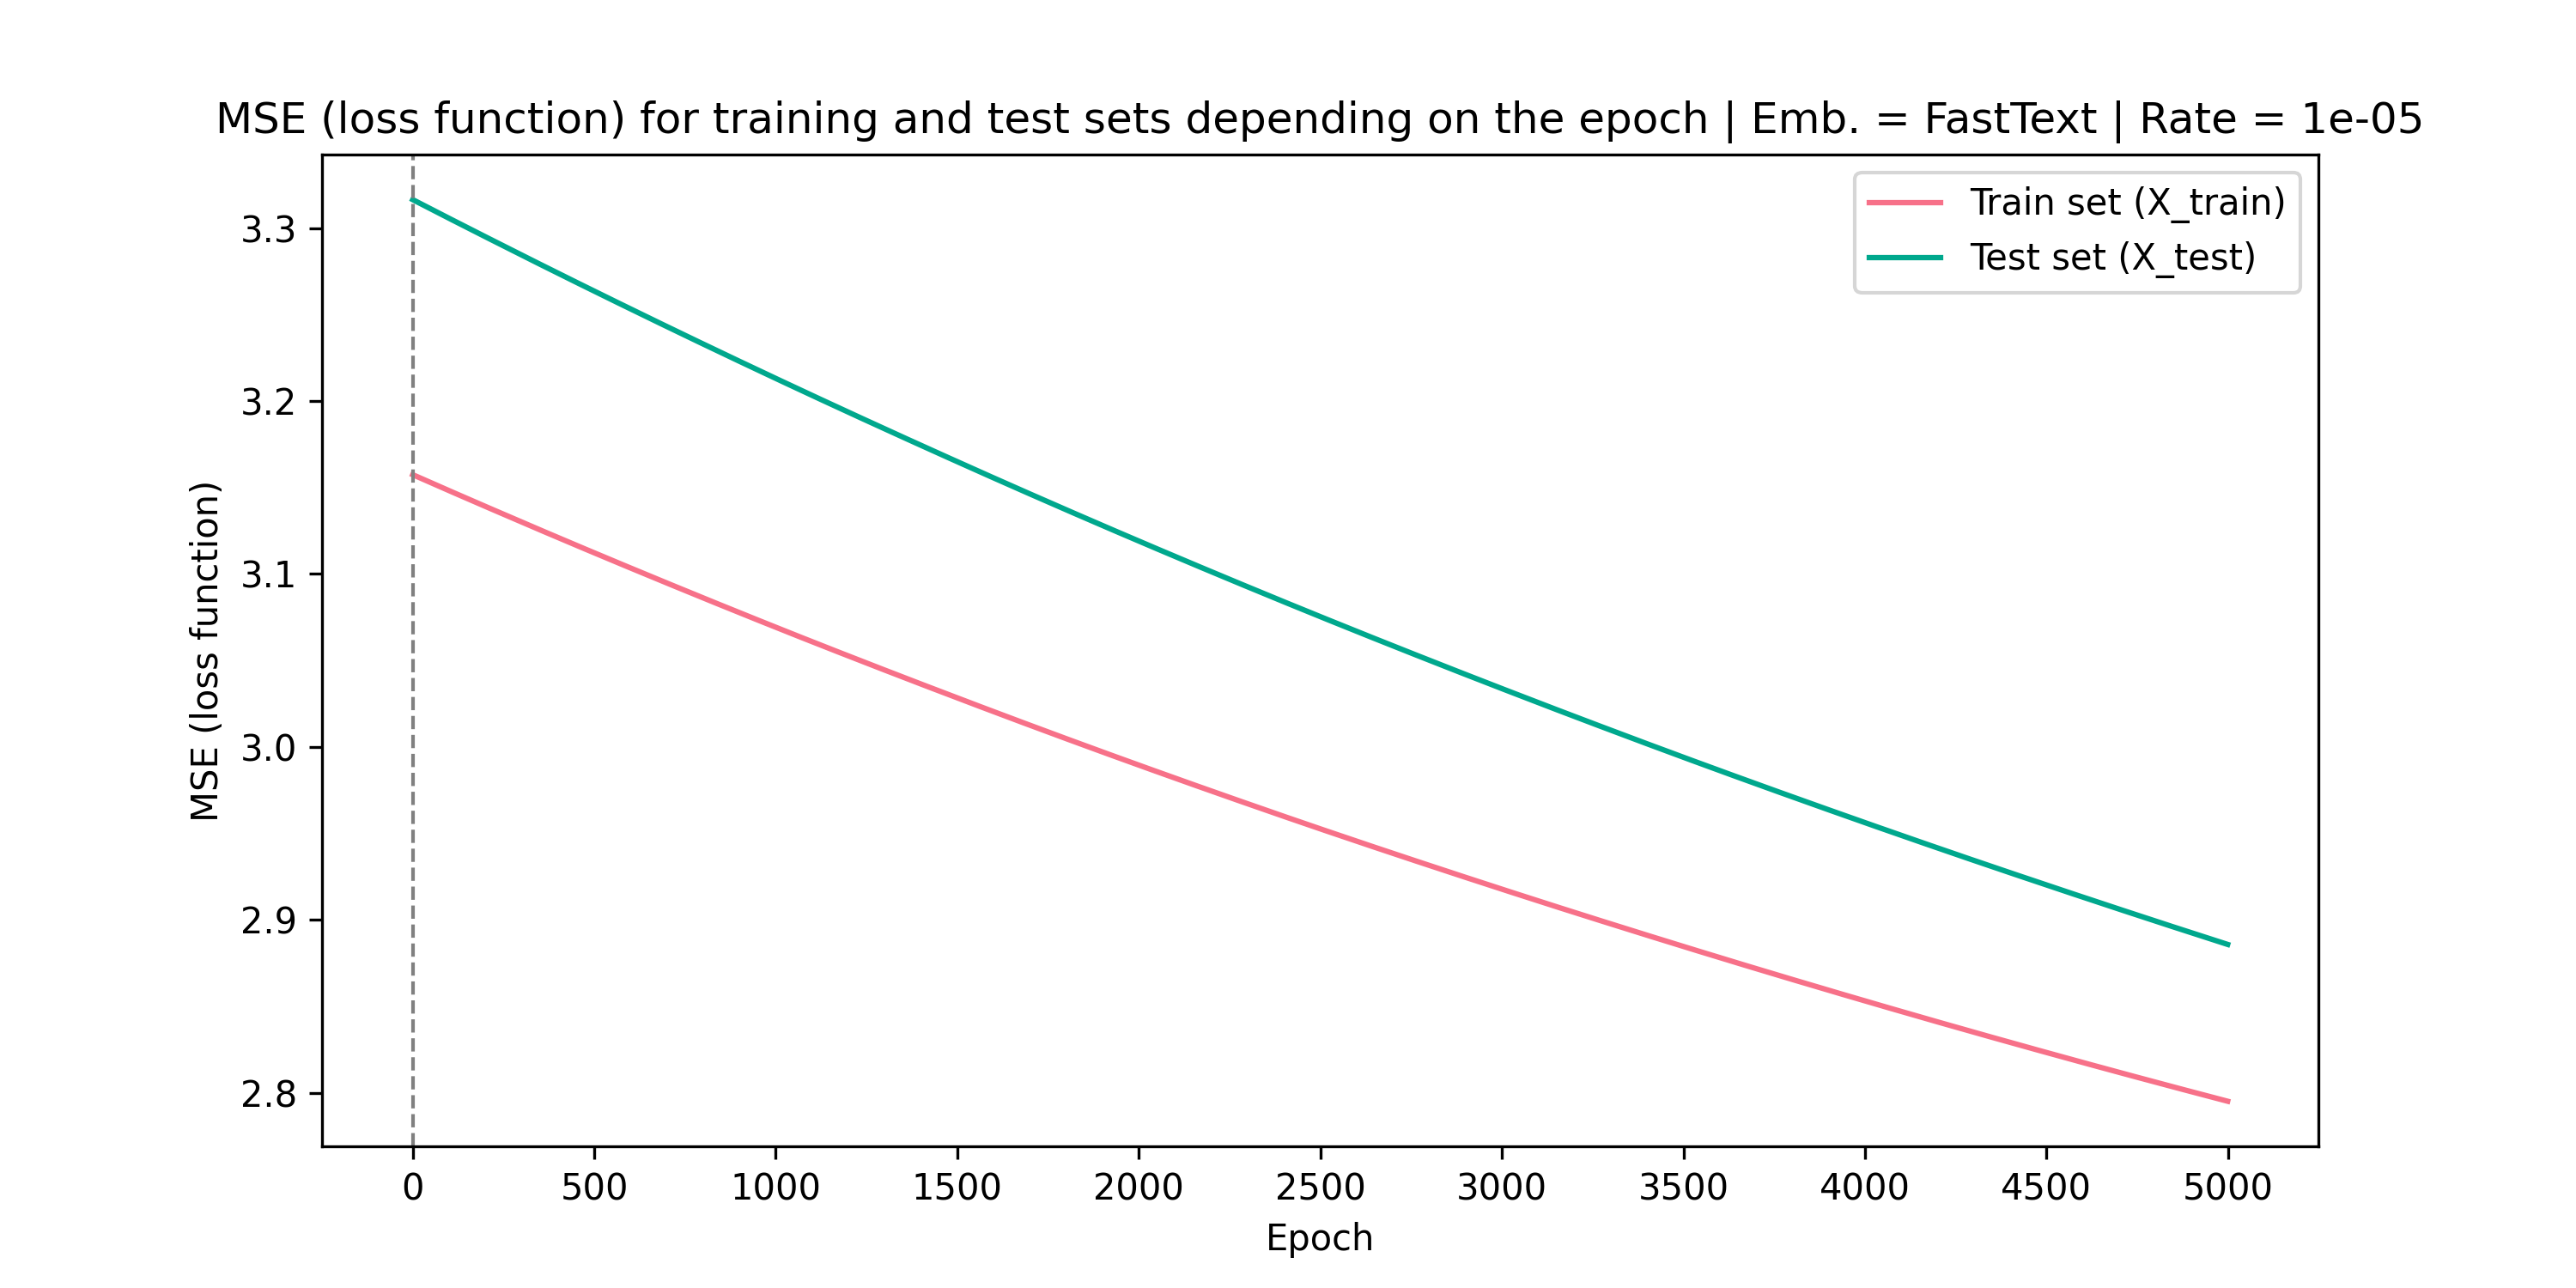 MSE (loss function) for training and test sets depending on the epoch | Emb. = FastText | Rate = 1e-05
Train set (X_train)
Test set (X_test)
MSE (loss function)
3.3
3.2
3.1
3.0
2.9
2.8
0 500 1000 1500 2000 2500 3000 3500 4000 4500 5000
Epoch